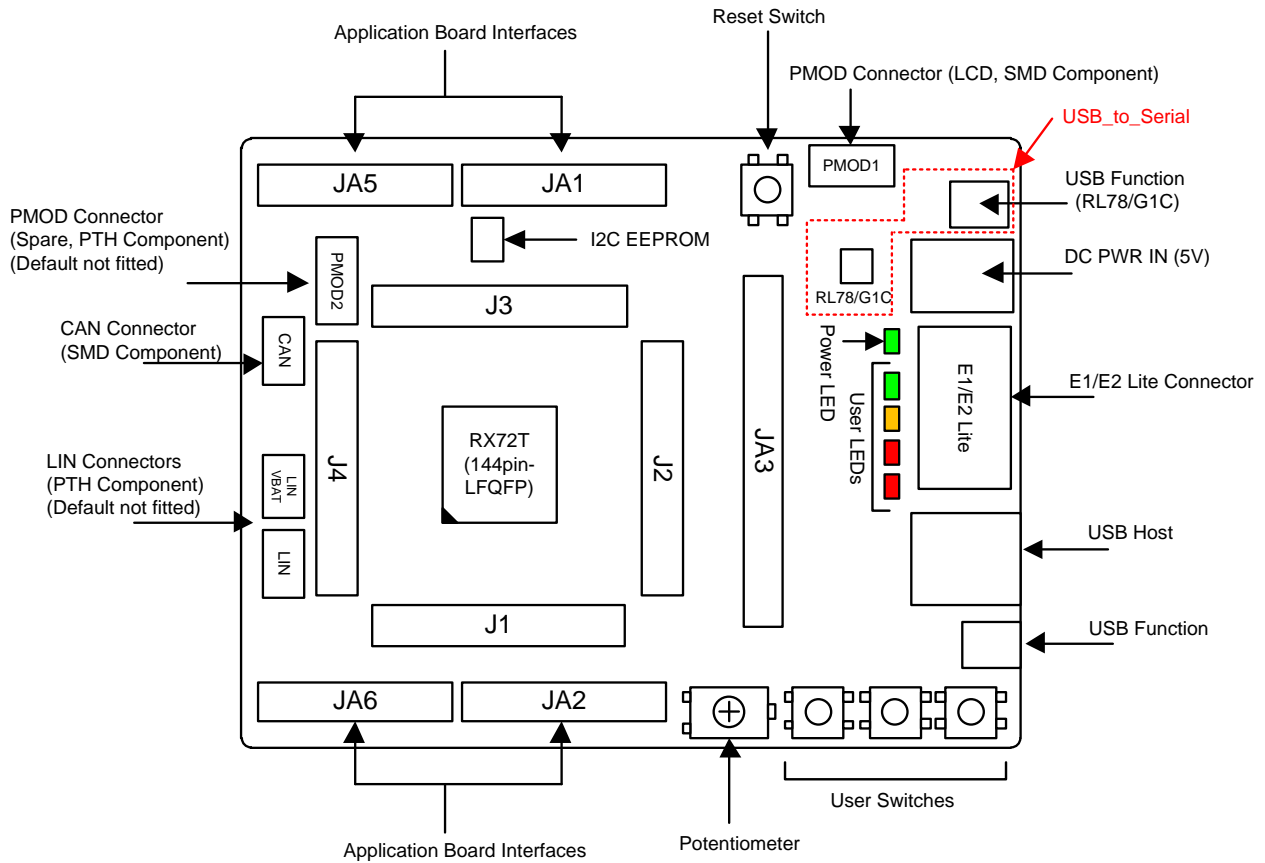 Reset Switch
Application Board Interfaces
PMOD Connector (LCD, SMD Component)
USB_to_Serial
JA5
JA1
PMOD1
USB Function
(RL78/G1C)
PMOD Connector
(Spare, PTH Component)
(Default not fitted)
I2C EEPROM
DC PWR IN (5V)
PMOD2
RL78/G1C
J3
CAN Connector
(SMD Component)
CAN
Power LED
E1/E2 Lite
E1/E2 Lite Connector
User LEDs
RX72T
(144pin-
LFQFP)
J4
J2
JA3
LIN Connectors
(PTH Component)
(Default not fitted)
LIN
VBAT
LIN
USB Host
J1
USB Function
JA6
JA2
User Switches
Potentiometer
Application Board Interfaces